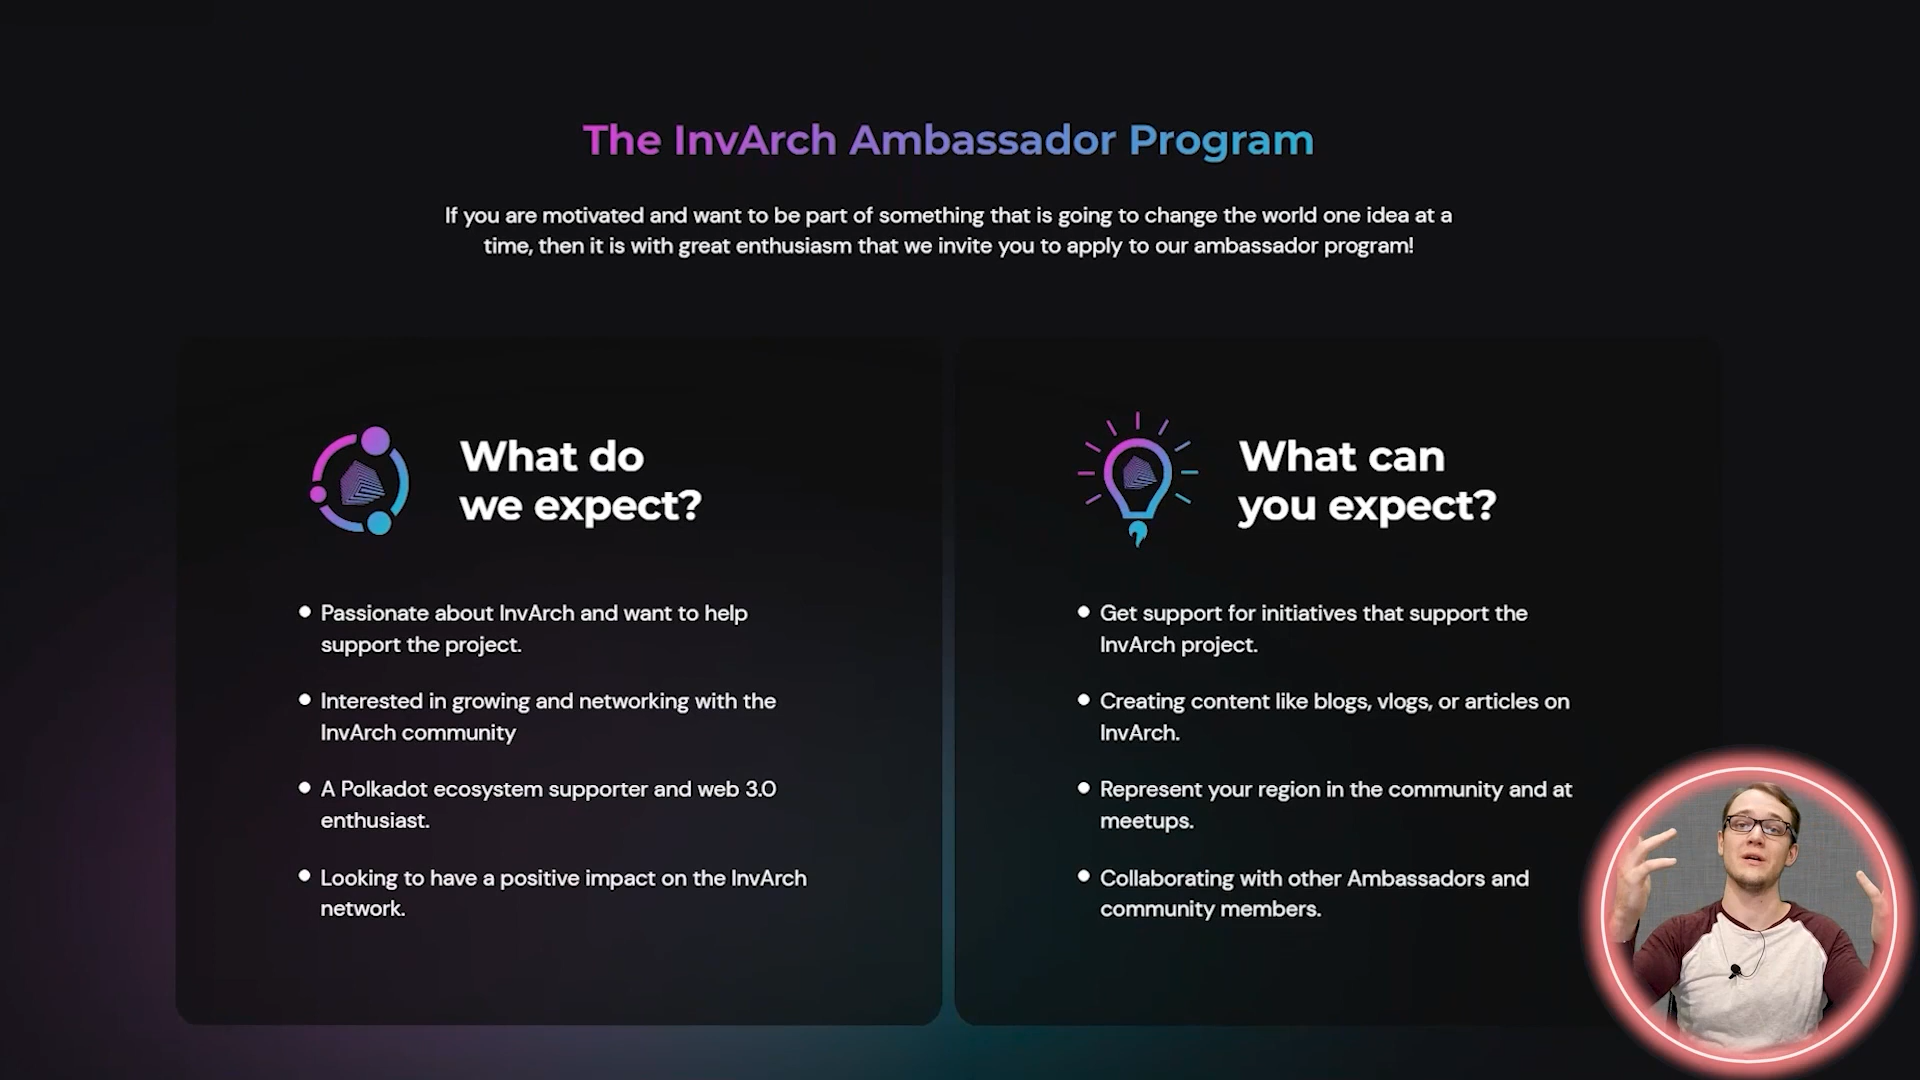 The InvArch Ambassador Program
If you are motivated and want to be part of something that is going to change the world one idea at a
time, then it is with great enthusiasm that we invite you to apply to our ambassador program!
What do
we expect?
Passionate about InvArch and want to help
support the project.
Interested in growing and networking with the
InvArch community
A Polkadot ecosystem supporter and web 3.0
enthusiast.
Looking to have a positive impact on the InvArch
network.
What can
you expect?
Get support for initiatives that support the
InvArch project.
Creating content like blogs, vlogs, or articles on
InvArch.
Represent your region in the community and at
meetups.
Collaborating with other Ambassadors and
community members.